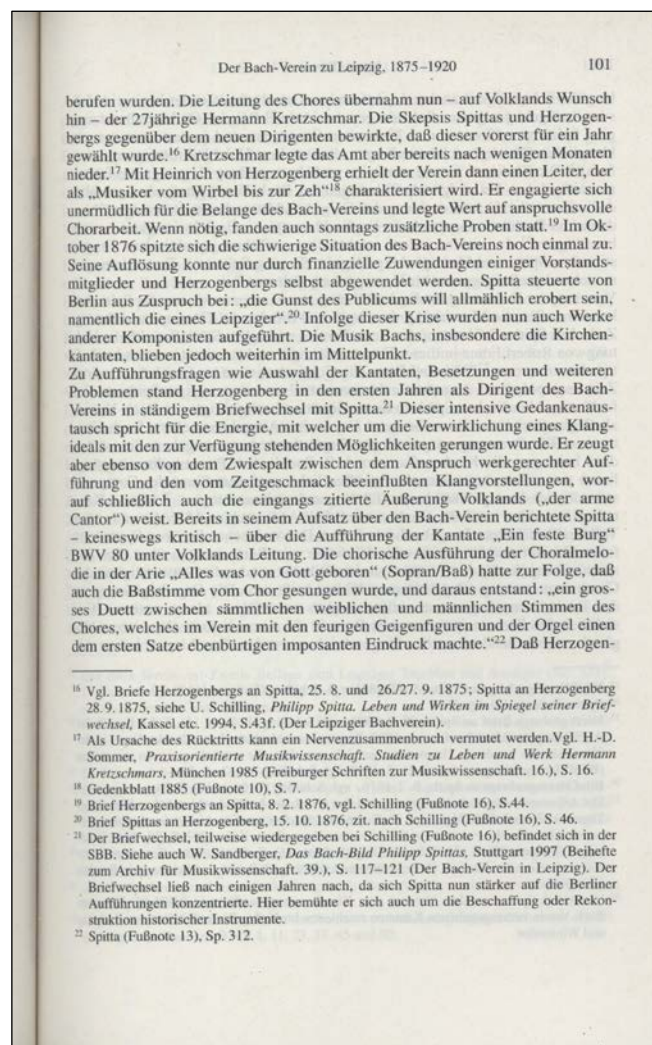 Der Bach-Verein zu Leipzig, 1875–1920 101
berufen wurden. Die Leitung des Chores übernahm nun – auf Volklands Wunsch
hin – der 27jährige Hermann Kretzschmar. Die Skepsis Spittas und Herzogen-
bergs gegenüber dem neuen Dirigenten bewirkte, daß dieser vorerst für ein Jahr
gewählt wurde.¹⁶ Kretzschmar legte das Amt aber bereits nach wenigen Monaten
nieder.¹⁷ Mit Heinrich von Herzogenberg erhielt der Verein dann einen Leiter, der
als „Musiker vom Wirbel bis zur Zeh“¹⁸ charakterisiert wird. Er engagierte sich
unermüdlich für die Belange des Bach-Vereins und legte Wert auf anspruchsvolle
Chorarbeit. Wenn nötig, fanden auch sonntags zusätzliche Proben statt.¹⁹ Im Ok-
tober 1876 spitzte sich die schwierige Situation des Bach-Vereins noch einmal zu.
Seine Auflösung konnte nur durch finanzielle Zuwendungen einiger Vorstands-
mitglieder und Herzogenbergs selbst abgewendet werden. Spitta steuerte von
Berlin aus Zuspruch bei: „die Gunst des Publicums will allmählich erobert sein,
namentlich die eines Leipziger“.²⁰ Infolge dieser Krise wurden nun auch Werke
anderer Komponisten aufgeführt. Die Musik Bachs, insbesondere die Kirchen-
kantaten, blieben jedoch weiterhin im Mittelpunkt.
Zu Aufführungsfragen wie Auswahl der Kantaten, Besetzungen und weiteren
Problemen stand Herzogenberg in den ersten Jahren als Dirigent des Bach-
Vereins in ständigem Briefwechsel mit Spitta.²¹ Dieser intensive Gedankenaus-
tausch spricht für die Energie, mit welcher um die Verwirklichung eines Klang-
ideals mit den zur Verfügung stehenden Möglichkeiten gerungen wurde. Er zeugt
aber ebenso von dem Zwiespalt zwischen dem Anspruch werkgerechter Auf-
führung und den vom Zeitgeschmack beeinflußten Klangvorstellungen, wor-
auf schließlich auch die eingangs zitierte Äußerung Volklands („der arme
Cantor“) weist. Bereits in seinem Aufsatz über den Bach-Verein berichtete Spitta
– keineswegs kritisch – über die Aufführung der Kantate „Ein feste Burg“
BWV 80 unter Volklands Leitung. Die chorische Ausführung der Choralmelo-
die in der Arie „Alles was von Gott geboren“ (Sopran/Baß) hatte zur Folge, daß
auch die Baßstimme vom Chor gesungen wurde, und daraus entstand: „ein gros-
ses Duett zwischen sämmtlichen weiblichen und männlichen Stimmen des
Chores, welches im Verein mit den feurigen Geigenfiguren und der Orgel einen
dem ersten Satze ebenbürtigen imposanten Eindruck machte.“²² Daß Herzogen-
¹⁶ Vgl. Briefe Herzogenbergs an Spitta, 25. 8. und 26./27. 9. 1875; Spitta an Herzogenberg
28. 9. 1875, siehe U. Schilling, Philipp Spitta. Leben und Wirken im Spiegel seiner Brief-
wechsel, Kassel etc. 1994, S.43f. (Der Leipziger Bachverein).
¹⁷ Als Ursache des Rücktritts kann ein Nervenzusammenbruch vermutet werden.Vgl. H.-D.
Sommer, Praxisorientierte Musikwissenschaft. Studien zu Leben und Werk Hermann
Kretzschmars, München 1985 (Freiburger Schriften zur Musikwissenschaft. 16.), S. 16.
¹⁸ Gedenkblatt 1885 (Fußnote 10), S. 7.
¹⁹ Brief Herzogenbergs an Spitta, 8. 2. 1876, vgl. Schilling (Fußnote 16), S.44.
²⁰ Brief Spittas an Herzogenberg, 15. 10. 1876, zit. nach Schilling (Fußnote 16), S. 46.
²¹ Der Briefwechsel, teilweise wiedergegeben bei Schilling (Fußnote 16), befindet sich in der
SBB. Siehe auch W. Sandberger, Das Bach-Bild Philipp Spittas, Stuttgart 1997 (Beihefte
zum Archiv für Musikwissenschaft. 39.), S. 117–121 (Der Bach-Verein in Leipzig). Der
Briefwechsel ließ nach einigen Jahren nach, da sich Spitta nun stärker auf die Berliner
Aufführungen konzentrierte. Hier bemühte er sich auch um die Beschaffung oder Rekon-
struktion historischer Instrumente.
²² Spitta (Fußnote 13), Sp. 312.